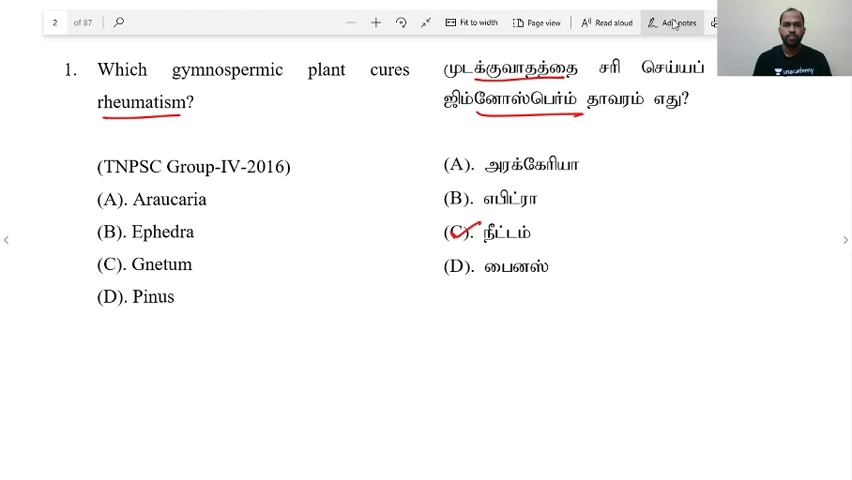 2 of 87 Fit to width Page view Read aloud Add notes
unacademy
1. Which gymnospermic plant cures
rheumatism?
(TNPSC Group-IV-2016)
(A). Araucaria
(B). Ephedra
(C). Gnetum
(D). Pinus
முடக்குவாதத்தை சரி செய்யப்
ஜிம்னோஸ்பெர்ம் தாவரம் எது?
(A). அரக்கேரியா
(B). எபிட்ரா
(C). நீட்டம்
(D). பைனஸ்